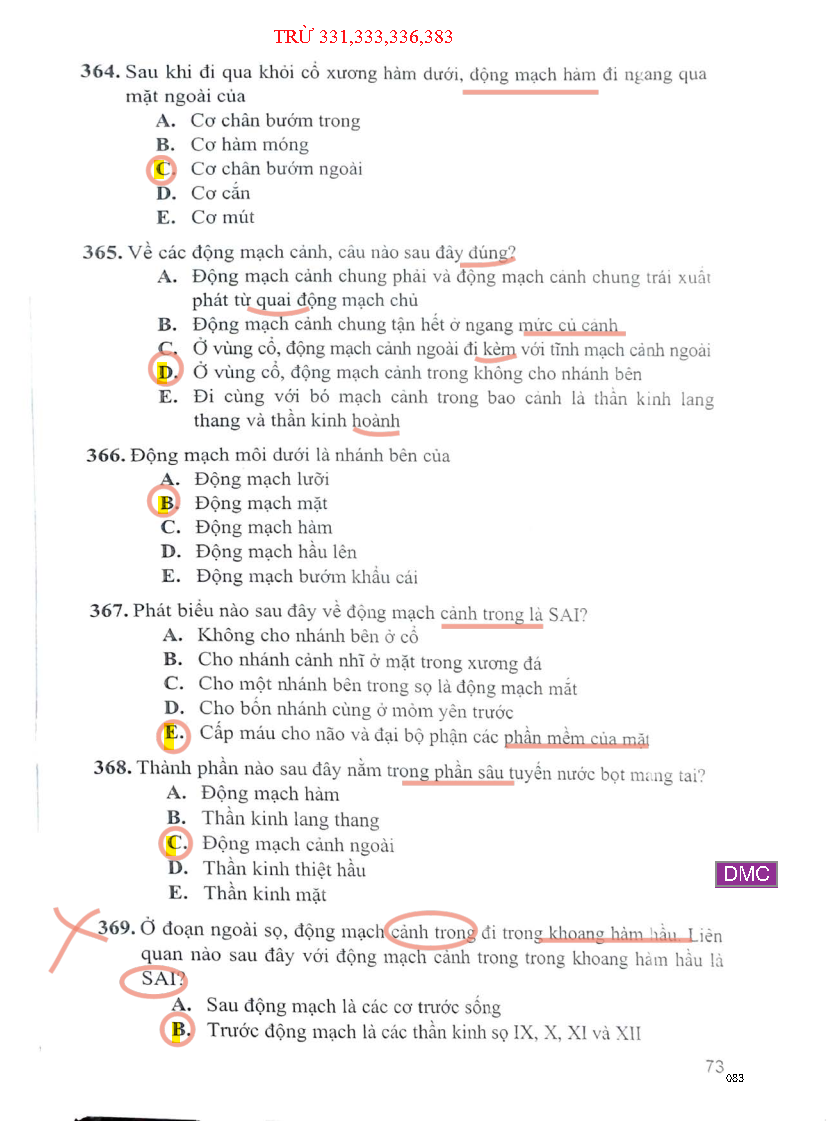 TRỪ 331,333,336,383
364. Sau khi đi qua khỏi cổ xương hàm dưới, động mạch hàm đi ngang qua
mặt ngoài của
A. Cơ chân bướm trong
B. Cơ hàm móng
C. Cơ chân bướm ngoài
D. Cơ cắn
E. Cơ mút
365. Về các động mạch cảnh, câu nào sau đây đúng?
A. Động mạch cảnh chung phải và động mạch cảnh chung trái xuất
phát từ quai động mạch chủ
B. Động mạch cảnh chung tận hết ở ngang mức củ cảnh
C. Ở vùng cổ, động mạch cảnh ngoài đi kèm với tĩnh mạch cảnh ngoài
D. Ở vùng cổ, động mạch cảnh trong không cho nhánh bên
E. Đi cùng với bó mạch cảnh trong bao cảnh là thần kinh lang
thang và thần kinh hoành
366. Động mạch môi dưới là nhánh bên của
A. Động mạch lưỡi
B. Động mạch mặt
C. Động mạch hàm
D. Động mạch hầu lên
E. Động mạch bướm khẩu cái
367. Phát biểu nào sau đây về động mạch cảnh trong là SAI?
A. Không cho nhánh bên ở cổ
B. Cho nhánh cảnh nhĩ ở mặt trong xương đá
C. Cho một nhánh bên trong sọ là động mạch mắt
D. Cho bốn nhánh cùng ở mỏm yên trước
E. Cấp máu cho não và đại bộ phận các phần mềm của mặt
368. Thành phần nào sau đây nằm trong phần sâu tuyến nước bọt mang tai?
A. Động mạch hàm
B. Thần kinh lang thang
C. Động mạch cảnh ngoài
D. Thần kinh thiệt hầu
E. Thần kinh mặt
DMC
369. Ở đoạn ngoài sọ, động mạch cảnh trong đi trong khoang hàm hầu. Liên
quan nào sau đây với động mạch cảnh trong trong khoang hàm hầu là
SAI?
A. Sau động mạch là các cơ trước sống
B. Trước động mạch là các thần kinh sọ IX, X, XI và XII
73
083